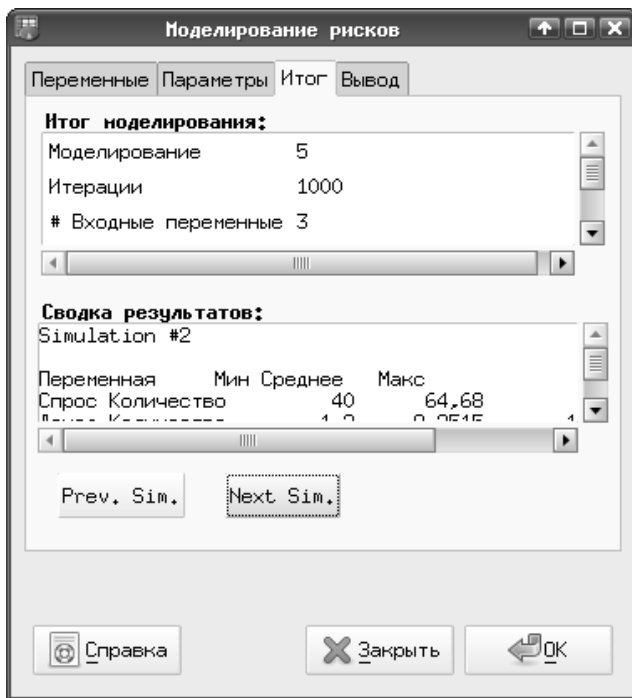 Моделирование рисков
Переменные Параметры Итог Вывод
Итог моделирования:
Моделирование 5
Итерации 1000
# Входные переменные 3
Сводка результатов:
Simulation #2
Переменная Мин Среднее Макс
Спрос Количество 40 64,68
Количество
Prev. Sim. Next Sim.
Справка Закрыть OK